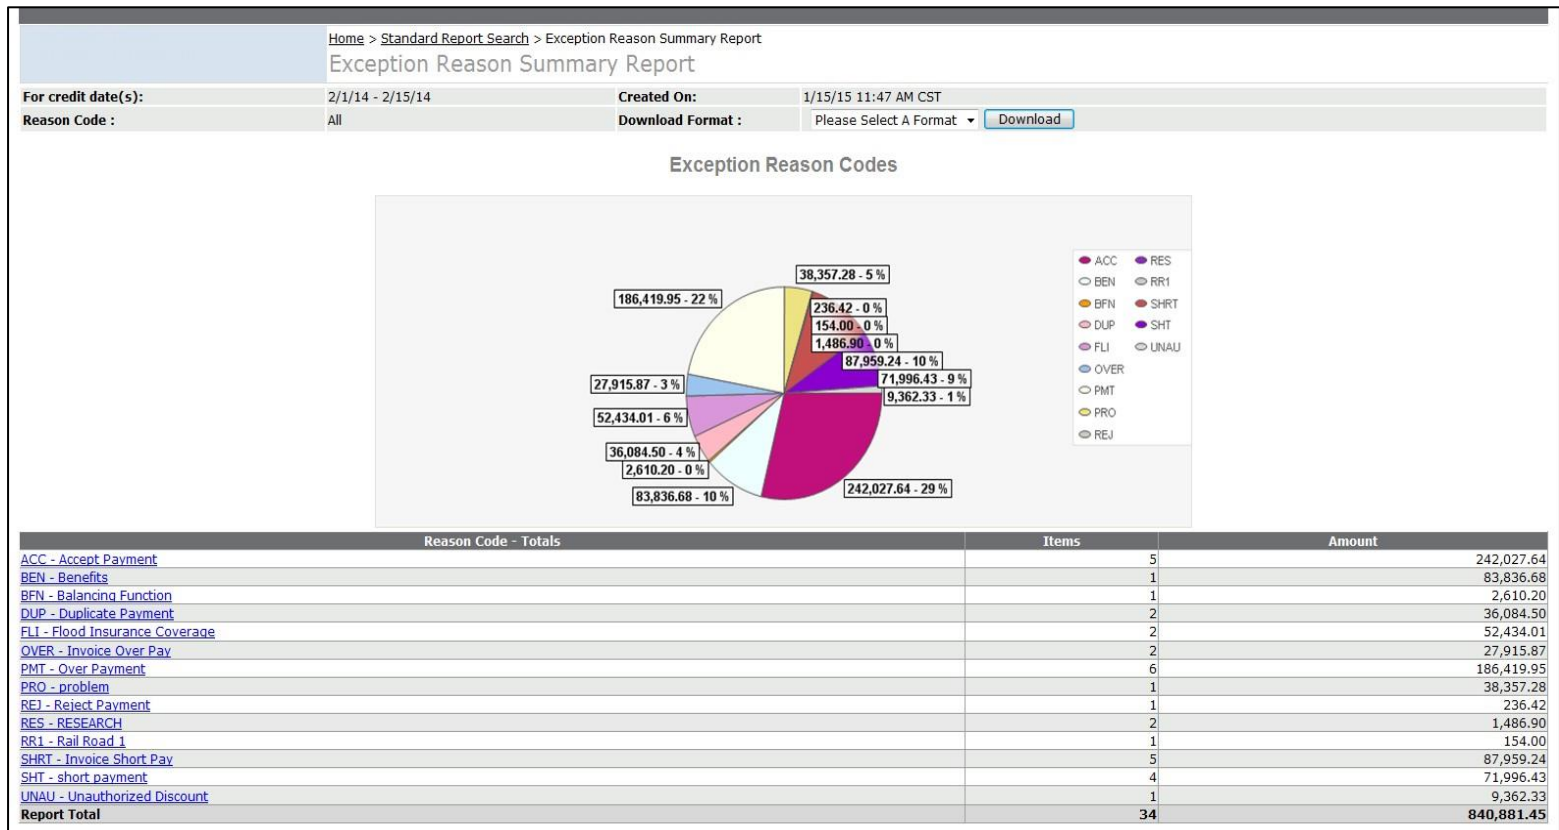 Home > Standard Report Search > Exception Reason Summary Report
Exception Reason Summary Report
For credit date(s): 2/1/14 - 2/15/14 Created On: 1/15/15 11:47 AM CST
Reason Code : All Download Format : Please Select A Format Download
Exception Reason Codes
38,357.28 - 5 %
186,419.95 - 22 %
236.42 - 0 %
154.00 - 0 %
1,486.90 - 0 %
87,959.24 - 10 %
27,915.87 - 3 %
71,996.43 - 9 %
9,362.33 - 1 %
52,434.01 - 6 %
36,084.50 - 4 %
2,610.20 - 0 %
83,836.68 - 10 %
242,027.64 - 29 %
ACC RES
BEN RR1
BFN SHRT
DUP SHT
FLI UNAU
OVER
PMT
PRO
REJ
Reason Code - Totals Items Amount
ACC - Accept Payment 5 242,027.64
BEN - Benefits 1 83,836.68
BFN - Balancing Function 1 2,610.20
DUP - Duplicate Payment 2 36,084.50
FLI - Flood Insurance Coverage 2 52,434.01
OVER - Invoice Over Pay 2 27,915.87
PMT - Over Payment 6 186,419.95
PRO - problem 1 38,357.28
REJ - Reject Payment 1 236.42
RES - RESEARCH 2 1,486.90
RR1 - Rail Road 1 1 154.00
SHRT - Invoice Short Pay 5 87,959.24
SHT - short payment 4 71,996.43
UNAU - Unauthorized Discount 1 9,362.33
Report Total 34 840,881.45